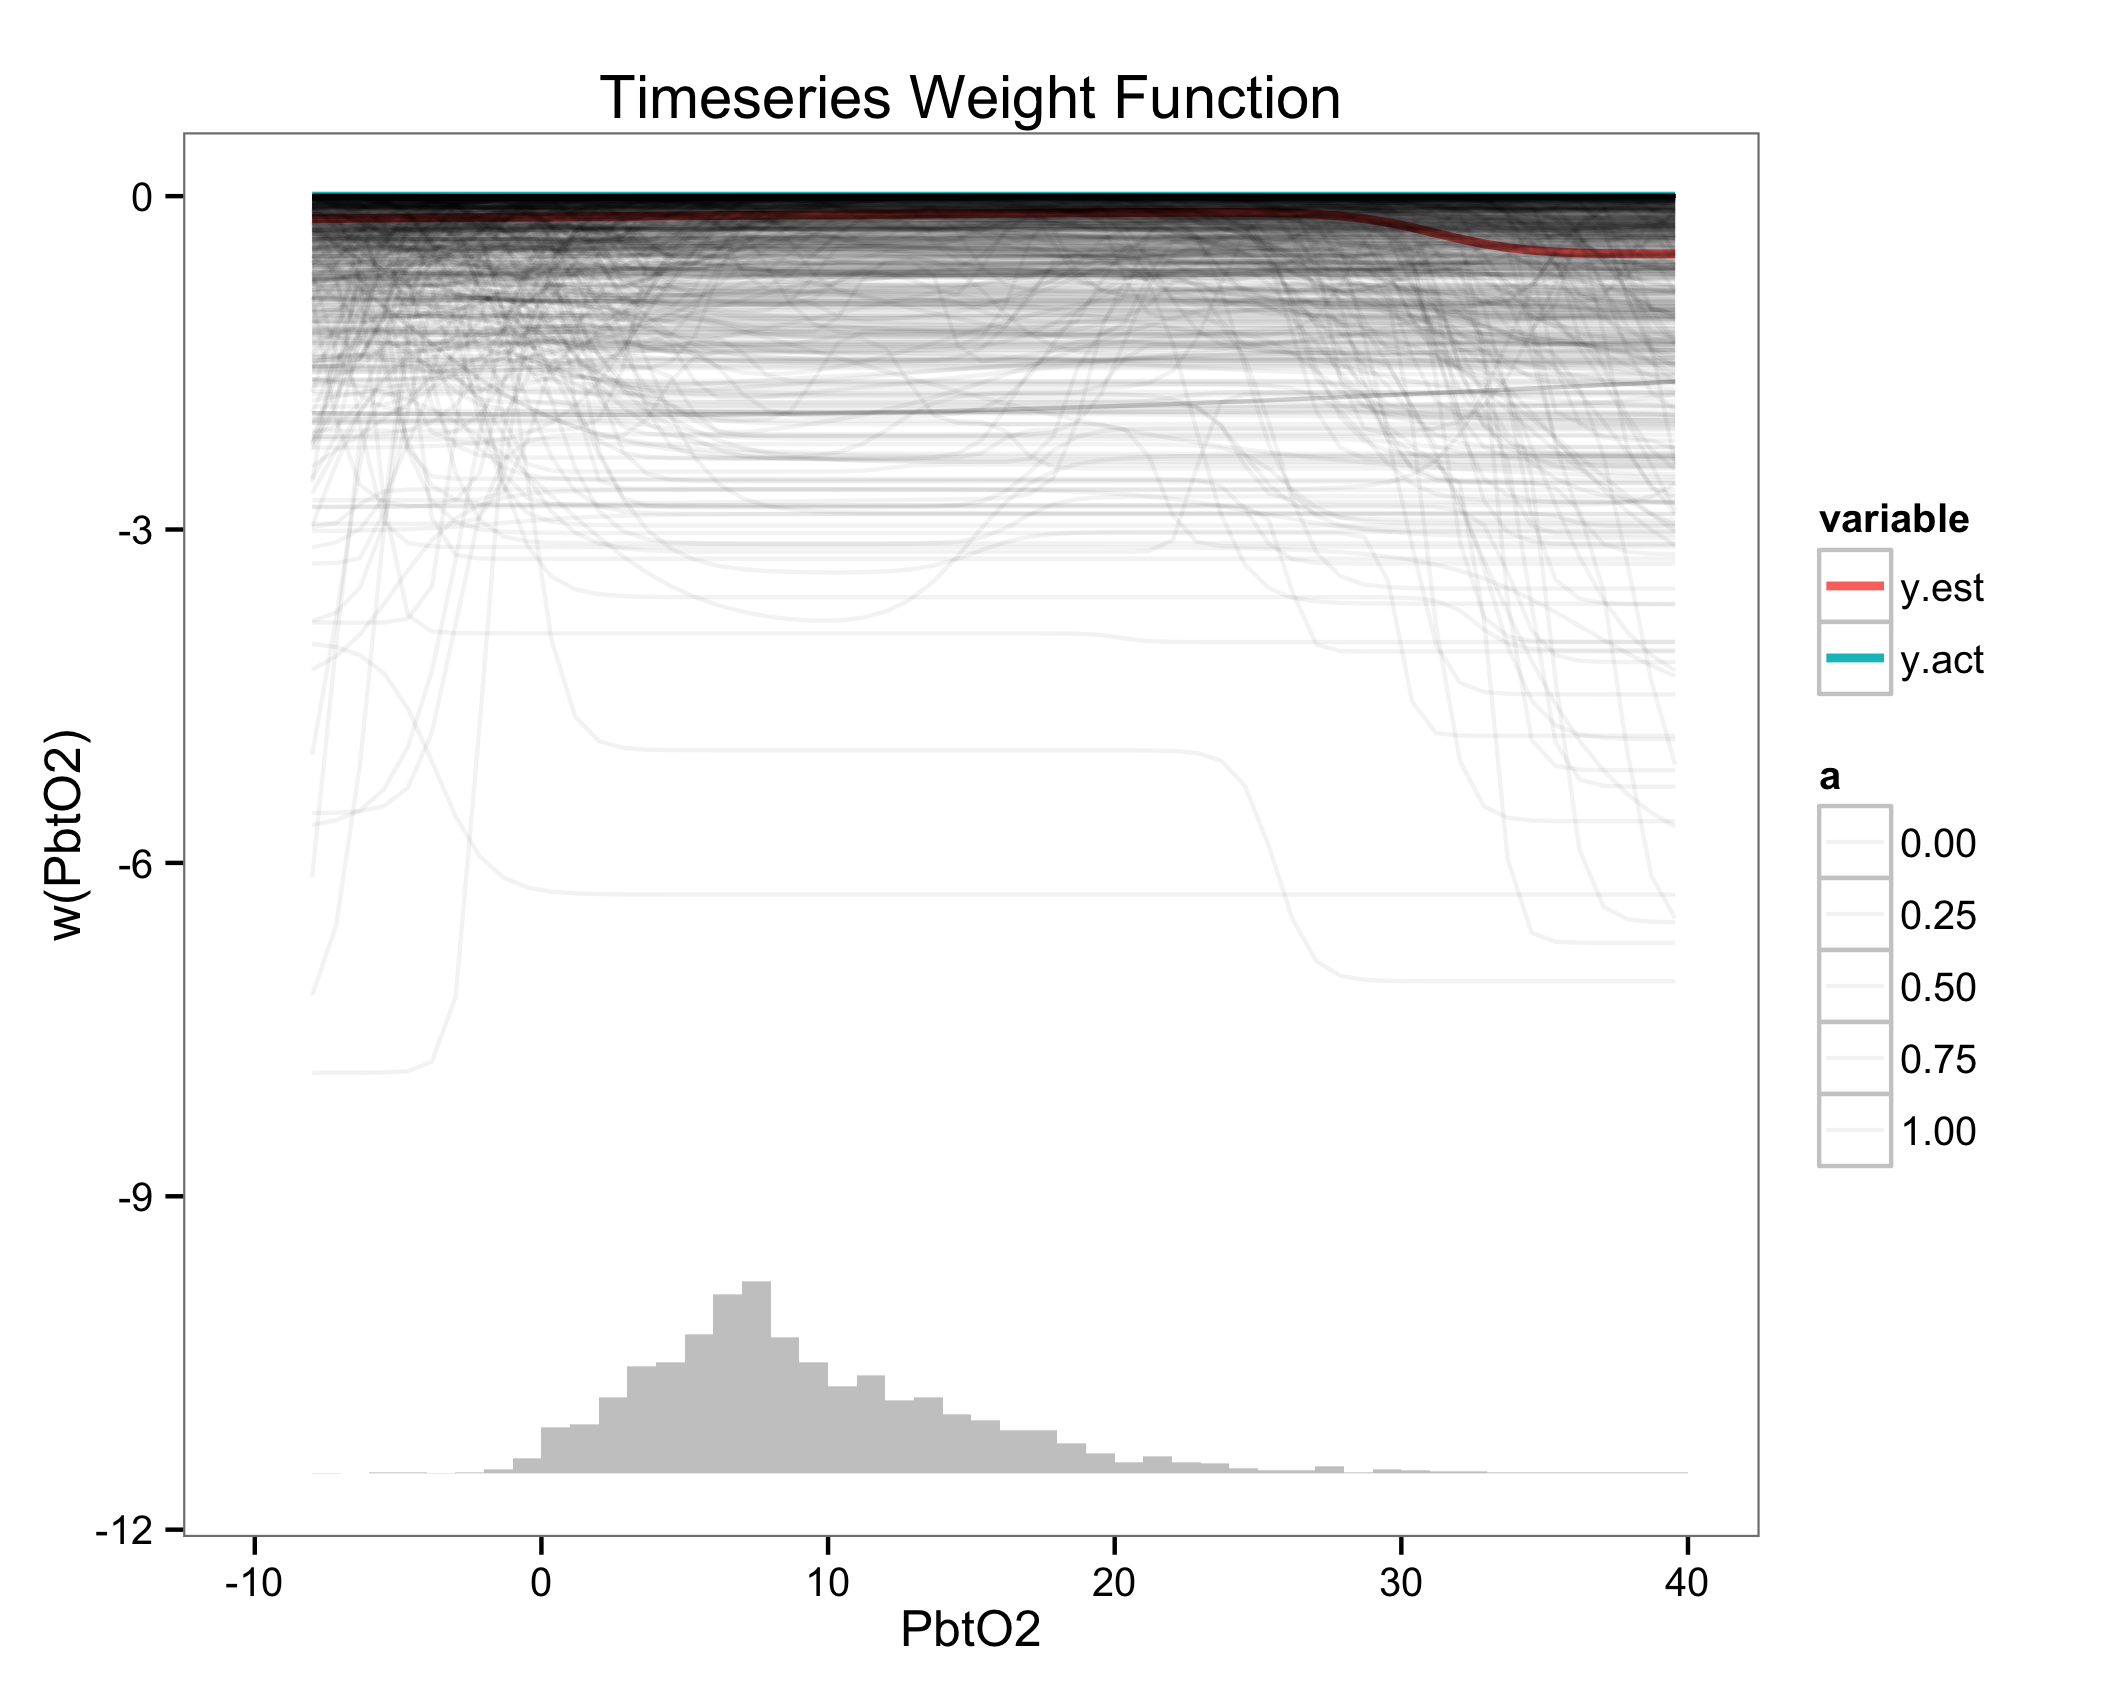 Timeseries Weight Function
w(PbtO2)
0
-3
-6
-9
-12
-10
0
10
20
30
40
PbtO2
variable
y.est
y.act
a
0.00
0.25
0.50
0.75
1.00